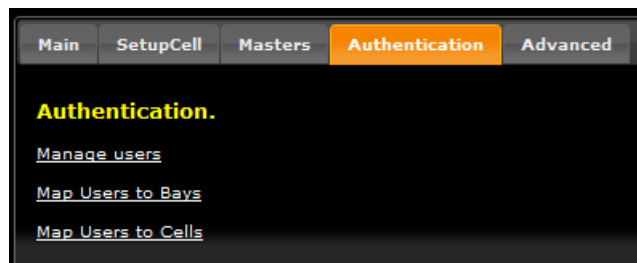 Main SetupCell Masters Authentication Advanced
Authentication.
Manage users
Map Users to Bays
Map Users to Cells